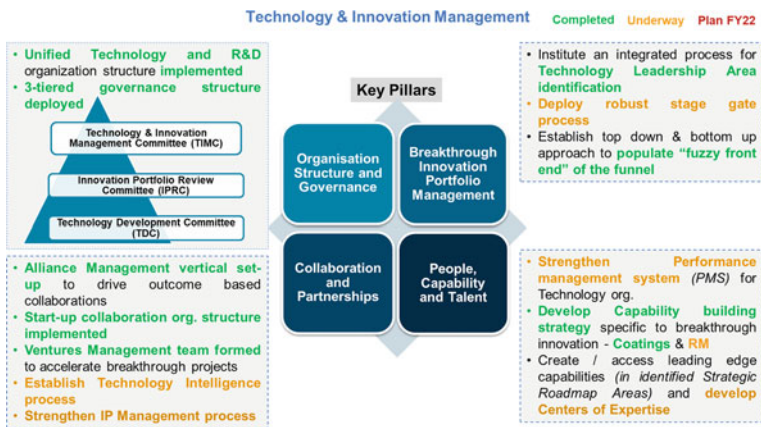 Technology & Innovation Management
Completed Underway Plan FY22
• Unified Technology and R&D
organization structure implemented
• 3-tiered governance structure
deployed
Technology & Innovation
Management Committee (TIMC)
Innovation Portfolio Review
Committee (IPRC)
Technology Development Committee
(TDC)
Key Pillars
Organisation
Structure and
Governance
Breakthrough
Innovation
Portfolio
Management
Collaboration
and
Partnerships
People,
Capability
and Talent
• Institute an integrated process for
Technology Leadership Area
identification
• Deploy robust stage gate
process
• Establish top down & bottom up
approach to populate “fuzzy front
end” of the funnel
• Alliance Management vertical set-
up to drive outcome based
collaborations
• Start-up collaboration org. structure
implemented
• Ventures Management team formed
to accelerate breakthrough projects
• Establish Technology Intelligence
process
• Strengthen IP Management process
• Strengthen Performance
management system (PMS) for
Technology org.
• Develop Capability building
strategy specific to breakthrough
innovation - Coatings & RM
• Create / access leading edge
capabilities (in identified Strategic
Roadmap Areas) and develop
Centers of Expertise